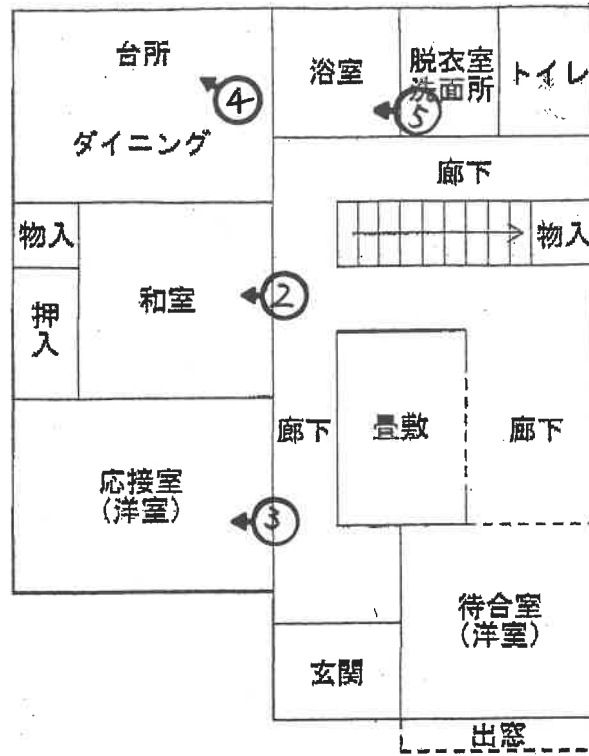 台所
浴室
脱衣室
洗面所
トイレ
④
⑤
ダイニング
廊下
物入
物入
和室
②
押入
廊下
畳敷
廊下
応接室
(洋室)
③
待合室
(洋室)
玄関
出窓